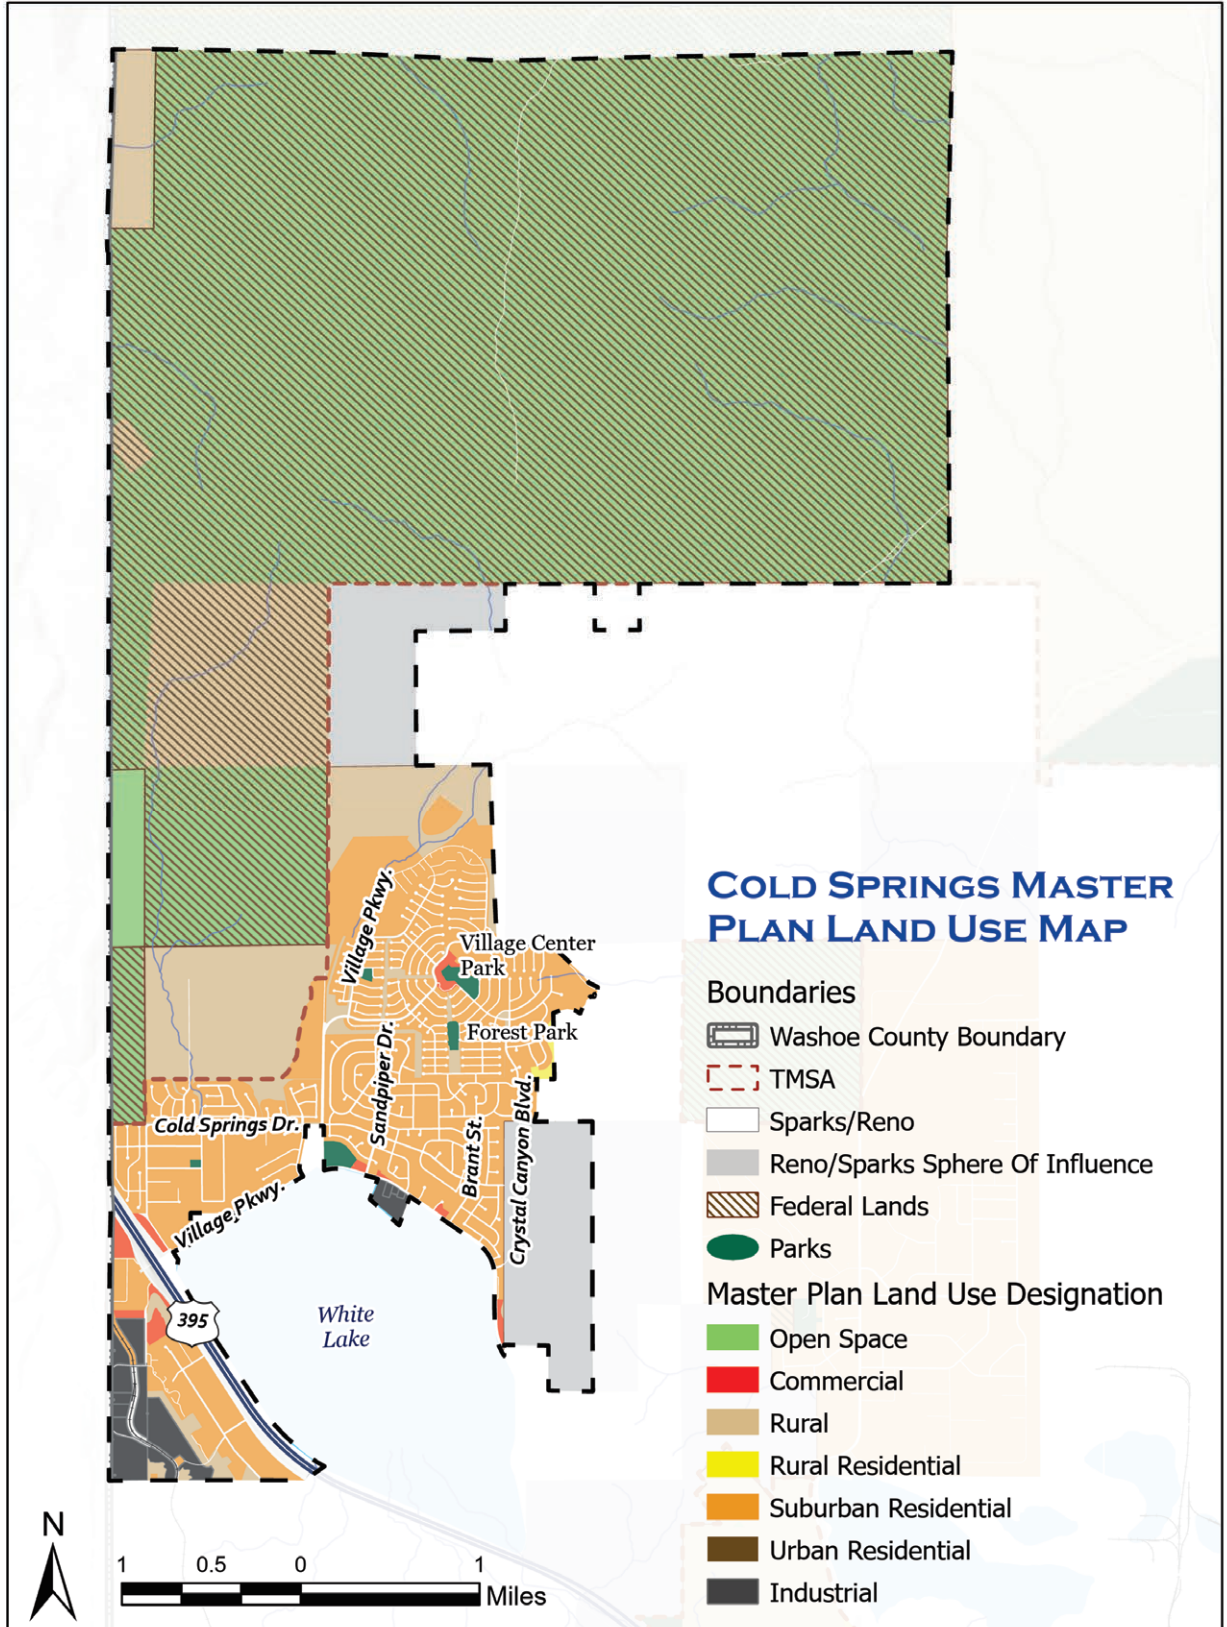 Village Pkwy.
Village Center
Park
Forest Park
Sandpiper Dr.
Cold Springs Dr.
Brant St.
Crystal Canyon Blvd.
Village Pkwy.
395
White
Lake
COLD SPRINGS MASTER
PLAN LAND USE MAP
Boundaries
Washoe County Boundary
TMSA
Sparks/Reno
Reno/Sparks Sphere Of Influence
Federal Lands
Parks
Master Plan Land Use Designation
Open Space
Commercial
Rural
Rural Residential
Suburban Residential
Urban Residential
Industrial
N
1 0.5 0 1
Miles